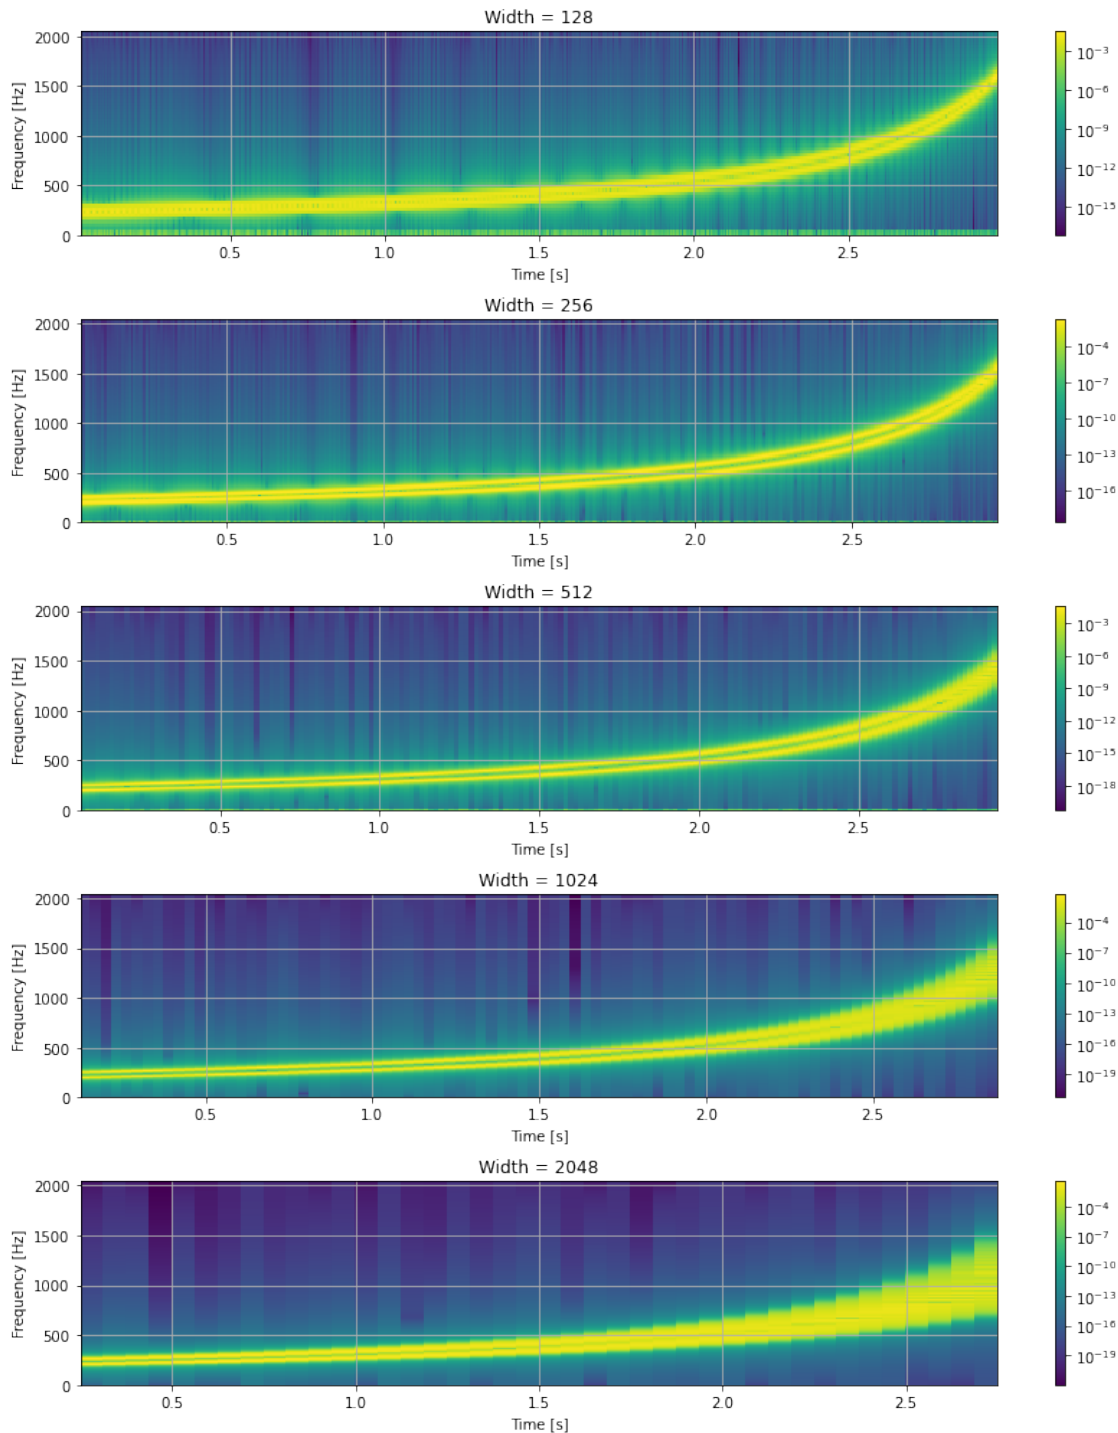 Width = 128
Frequency [Hz]
2000
1500
1000
500
0
0.5 1.0 1.5 2.0 2.5
Time [s]
10⁻³
10⁻⁶
10⁻⁹
10⁻¹²
10⁻¹⁵
Width = 256
Frequency [Hz]
2000
1500
1000
500
0
0.5 1.0 1.5 2.0 2.5
Time [s]
10⁻⁴
10⁻⁷
10⁻¹⁰
10⁻¹³
10⁻¹⁶
Width = 512
Frequency [Hz]
2000
1500
1000
500
0
0.5 1.0 1.5 2.0 2.5
Time [s]
10⁻³
10⁻⁶
10⁻⁹
10⁻¹²
10⁻¹⁵
10⁻¹⁸
Width = 1024
Frequency [Hz]
2000
1500
1000
500
0
0.5 1.0 1.5 2.0 2.5
Time [s]
10⁻⁴
10⁻⁷
10⁻¹⁰
10⁻¹³
10⁻¹⁶
10⁻¹⁹
Width = 2048
Frequency [Hz]
2000
1500
1000
500
0
0.5 1.0 1.5 2.0 2.5
Time [s]
10⁻⁴
10⁻⁷
10⁻¹⁰
10⁻¹³
10⁻¹⁶
10⁻¹⁹